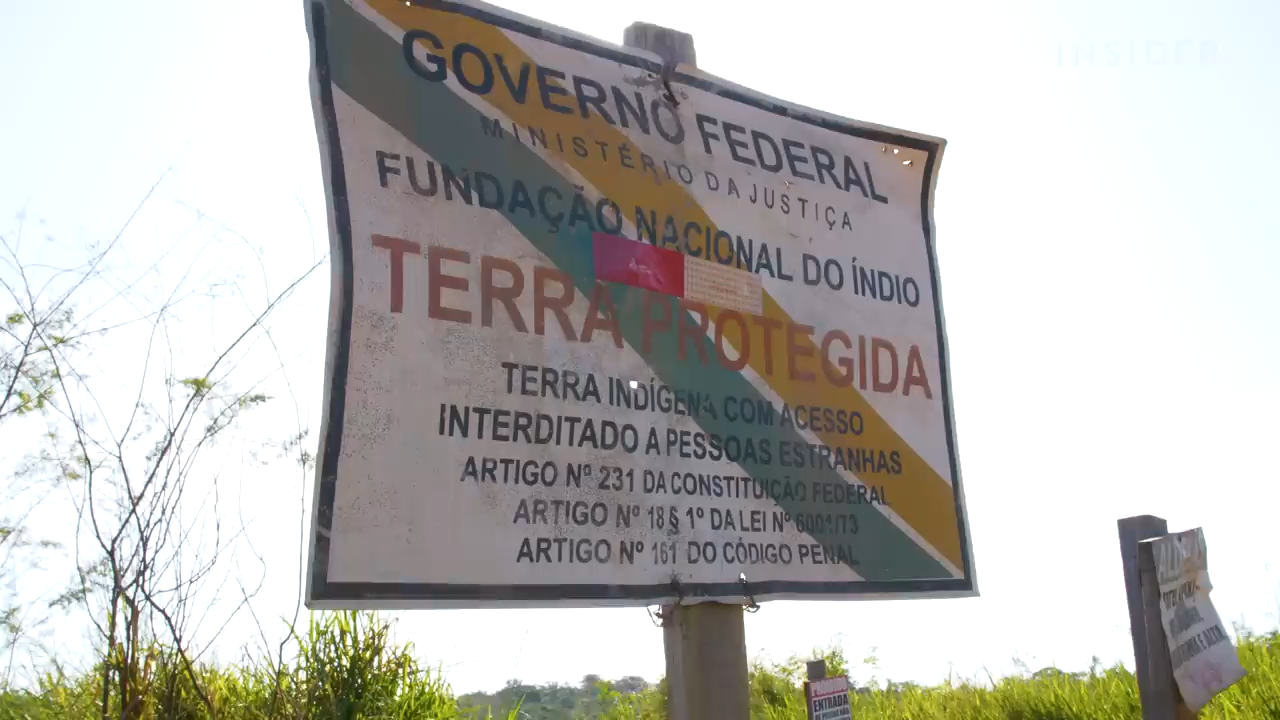 INSIDER
GOVERNO FEDERAL
MINISTÉRIO DA JUSTIÇA
FUNDAÇÃO NACIONAL DO ÍNDIO
TERRA PROTEGIDA
TERRA INDÍGENA COM ACESSO
INTERDITADO A PESSOAS ESTRANHAS
ARTIGO Nº 231 DA CONSTITUIÇÃO FEDERAL
ARTIGO Nº 18 § 1º DA LEI Nº 6001/73
ARTIGO Nº 161 DO CÓDIGO PENAL
PROIBIDA
ENTRADA